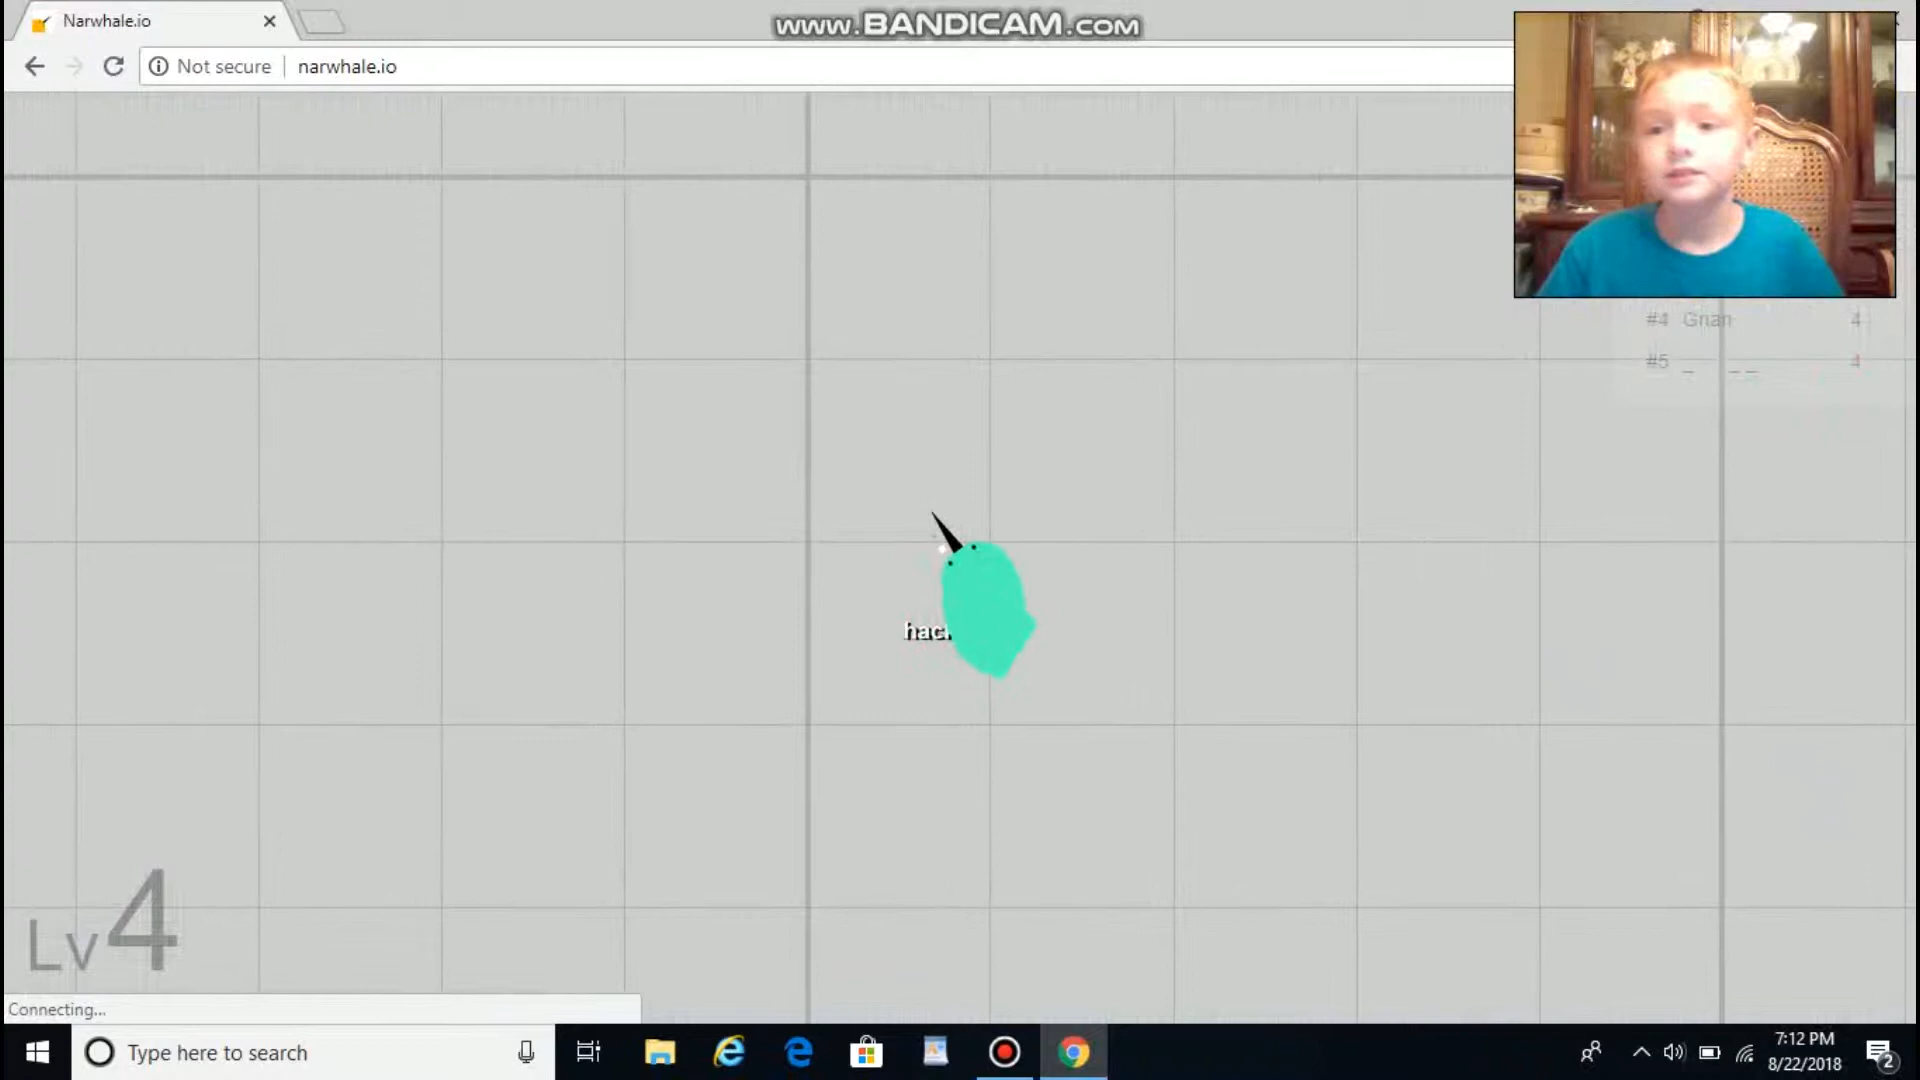 Narwhale.io
www.BANDICAM.com
Not secure
narwhale.io
#4 Gnan 4
#5 _ _ _ 4
Lv4
Connecting...
Type here to search
7:12 PM
8/22/2018
2